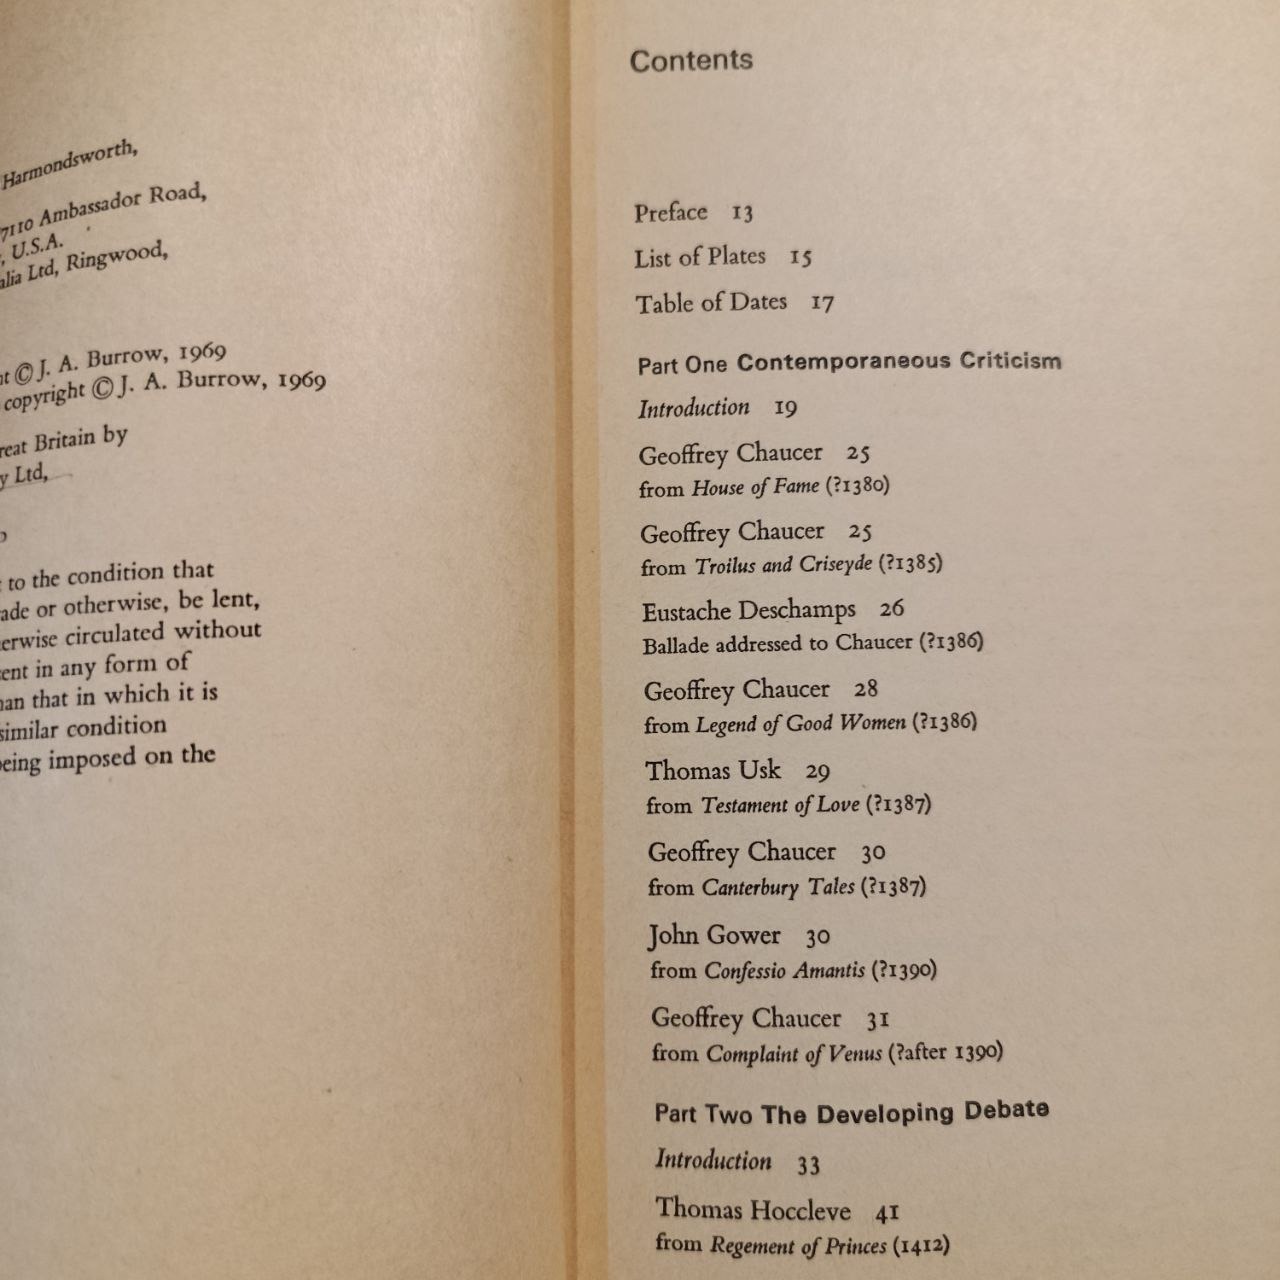 Harmondsworth,
7110 Ambassador Road,
, U.S.A.
Ltd, Ringwood,
© J. A. Burrow, 1969
copyright © J. A. Burrow, 1969
Britain by
Ltd,
to the condition that
or otherwise, be lent,
circulated without
in any form of
that in which it is
similar condition
imposed on the
Contents
Preface 13
List of Plates 15
Table of Dates 17
Part One Contemporaneous Criticism
Introduction 19
Geoffrey Chaucer 25
from House of Fame (?1380)
Geoffrey Chaucer 25
from Troilus and Criseyde (?1385)
Eustache Deschamps 26
Ballade addressed to Chaucer (?1386)
Geoffrey Chaucer 28
from Legend of Good Women (?1386)
Thomas Usk 29
from Testament of Love (?1387)
Geoffrey Chaucer 30
from Canterbury Tales (?1387)
John Gower 30
from Confessio Amantis (?1390)
Geoffrey Chaucer 31
from Complaint of Venus (?after 1390)
Part Two The Developing Debate
Introduction 33
Thomas Hoccleve 41
from Regement of Princes (1412)